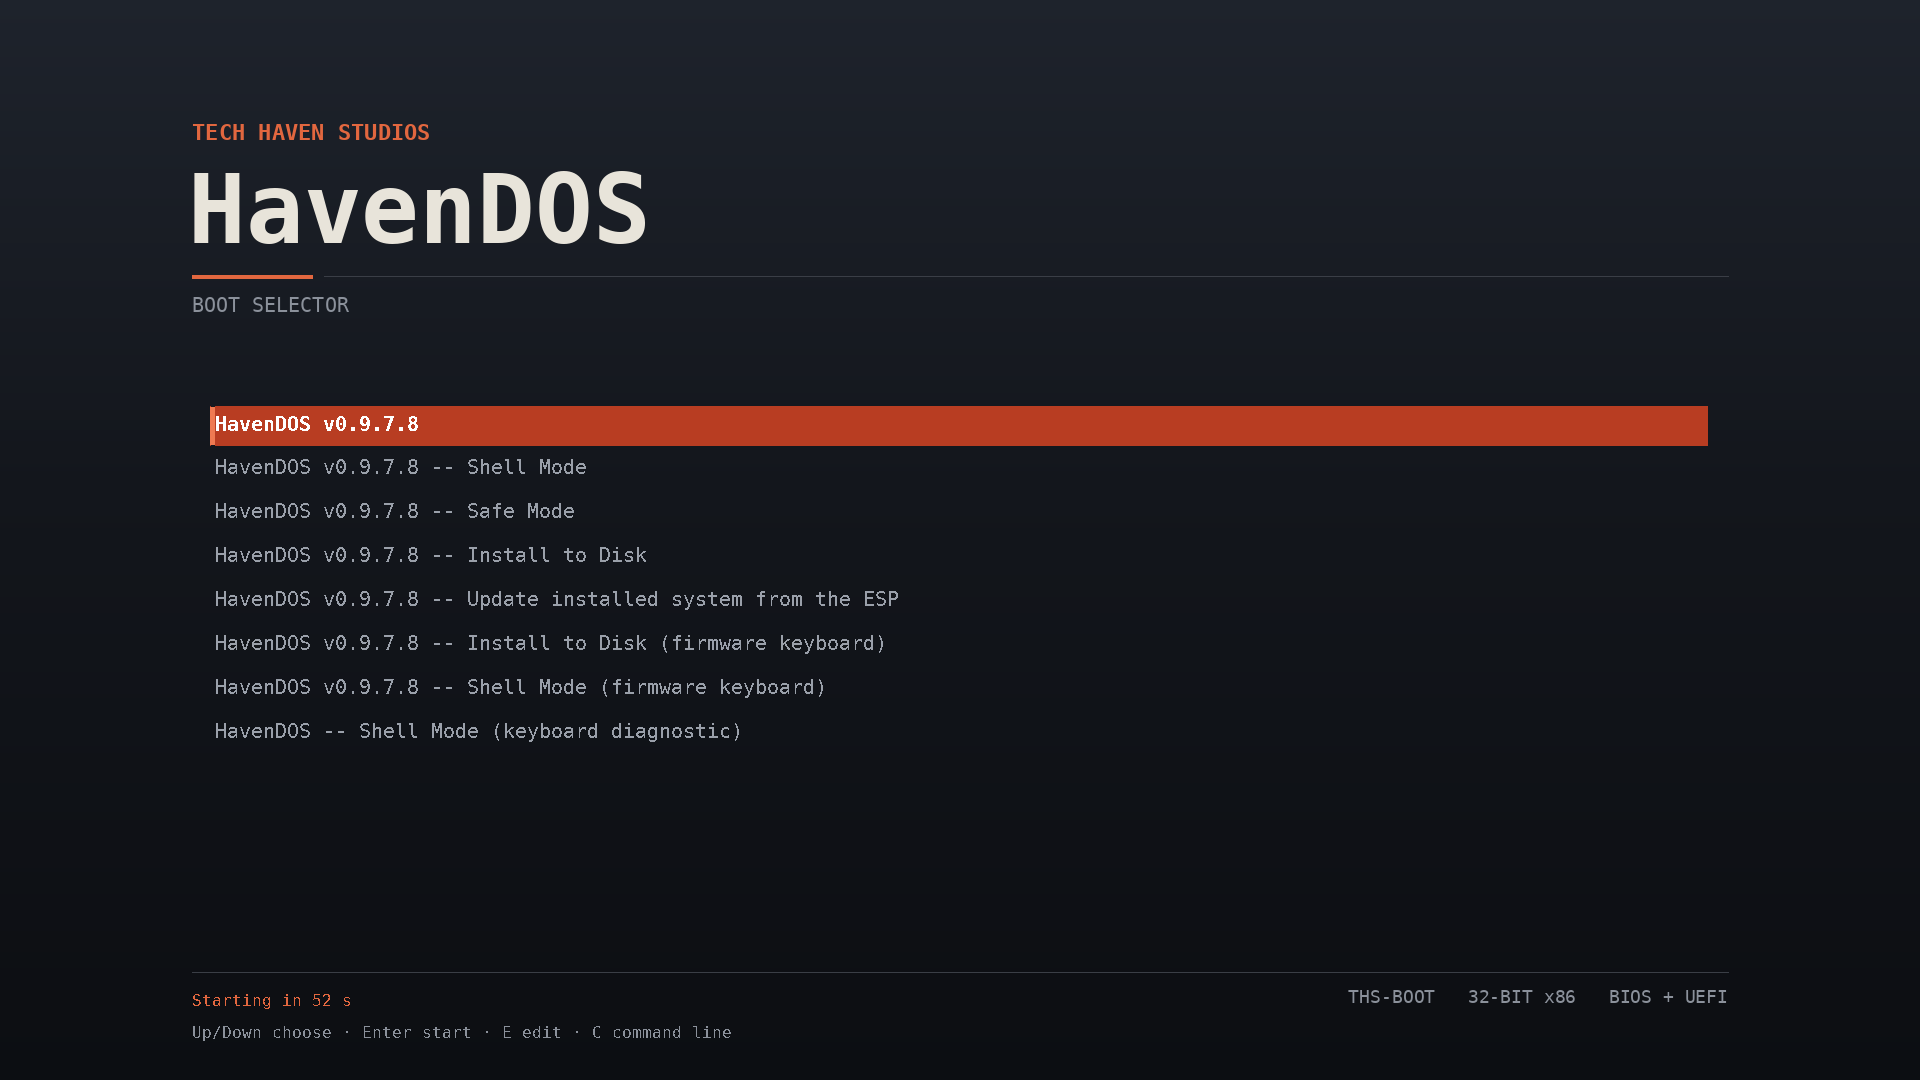 TECH HAVEN STUDIOS
HavenDOS
BOOT SELECTOR
HavenDOS v0.9.7.8
HavenDOS v0.9.7.8 -- Shell Mode
HavenDOS v0.9.7.8 -- Safe Mode
HavenDOS v0.9.7.8 -- Install to Disk
HavenDOS v0.9.7.8 -- Update installed system from the ESP
HavenDOS v0.9.7.8 -- Install to Disk (firmware keyboard)
HavenDOS v0.9.7.8 -- Shell Mode (firmware keyboard)
HavenDOS -- Shell Mode (keyboard diagnostic)
Starting in 52 s
THS-BOOT 32-BIT x86 BIOS + UEFI
Up/Down choose · Enter start · E edit · C command line